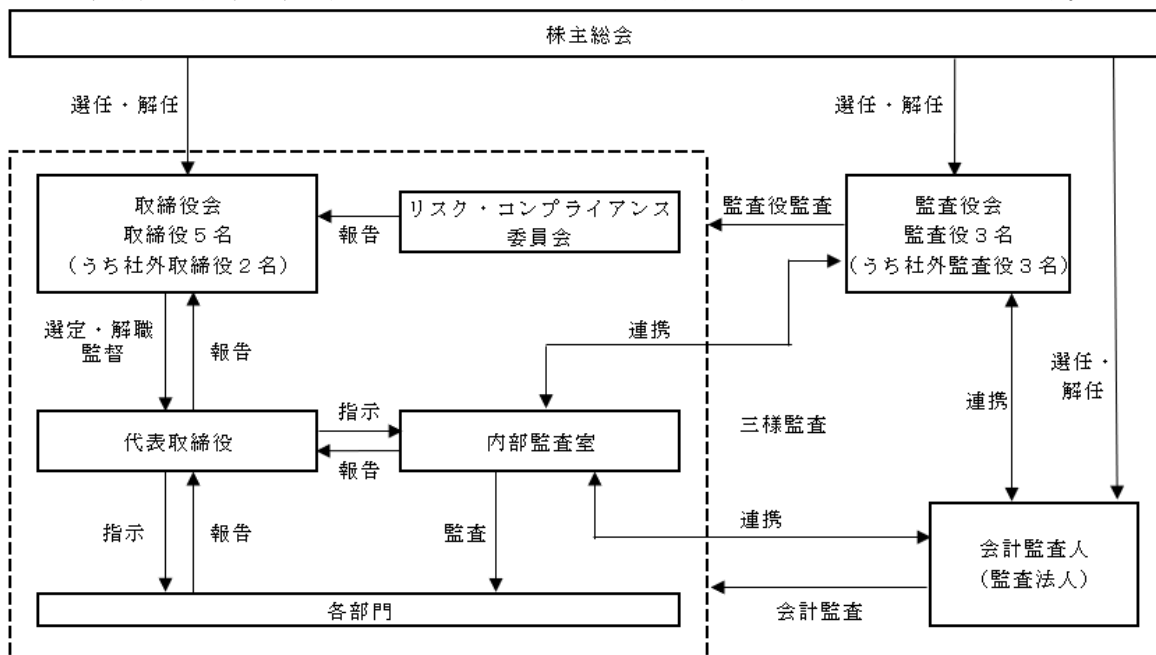 株主総会
選任・解任
選任・解任
取締役会
取締役5名
(うち社外取締役2名)
報告
リスク・コンプライアンス
委員会
監査役監査
監査役会
監査役3名
(うち社外監査役3名)
選定・解職
監督
報告
連携
選任・
解任
連携
代表取締役
指示
報告
内部監査室
三様監査
指示
報告
監査
連携
会計監査人
(監査法人)
会計監査
各部門